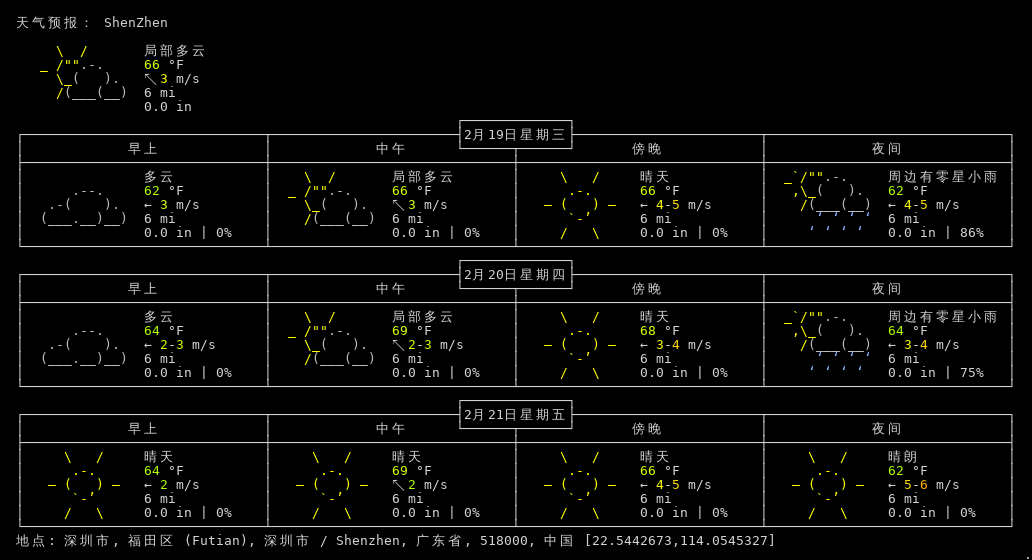 天气预报： ShenZhen
局部多云
66 °F
↖3 m/s
6 mi
0.0 in
2月19日星期三
早上 中午 傍晚 夜间
多云 局部多云 晴天 周边有零星小雨
62 °F 66 °F 66 °F 62 °F
← 3 m/s ↖3 m/s ← 4-5 m/s ← 4-5 m/s
6 mi 6 mi 6 mi 6 mi
0.0 in | 0% 0.0 in | 0% 0.0 in | 0% 0.0 in | 86%
2月20日星期四
早上 中午 傍晚 夜间
多云 局部多云 晴天 周边有零星小雨
64 °F 69 °F 68 °F 64 °F
← 2-3 m/s ↖2-3 m/s ← 3-4 m/s ← 3-4 m/s
6 mi 6 mi 6 mi 6 mi
0.0 in | 0% 0.0 in | 0% 0.0 in | 0% 0.0 in | 75%
2月21日星期五
早上 中午 傍晚 夜间
晴天 晴天 晴天 晴朗
64 °F 69 °F 66 °F 62 °F
← 2 m/s ↖2 m/s ← 4-5 m/s ← 5-6 m/s
6 mi 6 mi 6 mi 6 mi
0.0 in | 0% 0.0 in | 0% 0.0 in | 0% 0.0 in | 0%
地点: 深圳市, 福田区 (Futian), 深圳市 / Shenzhen, 广东省, 518000, 中国 [22.5442673,114.0545327]